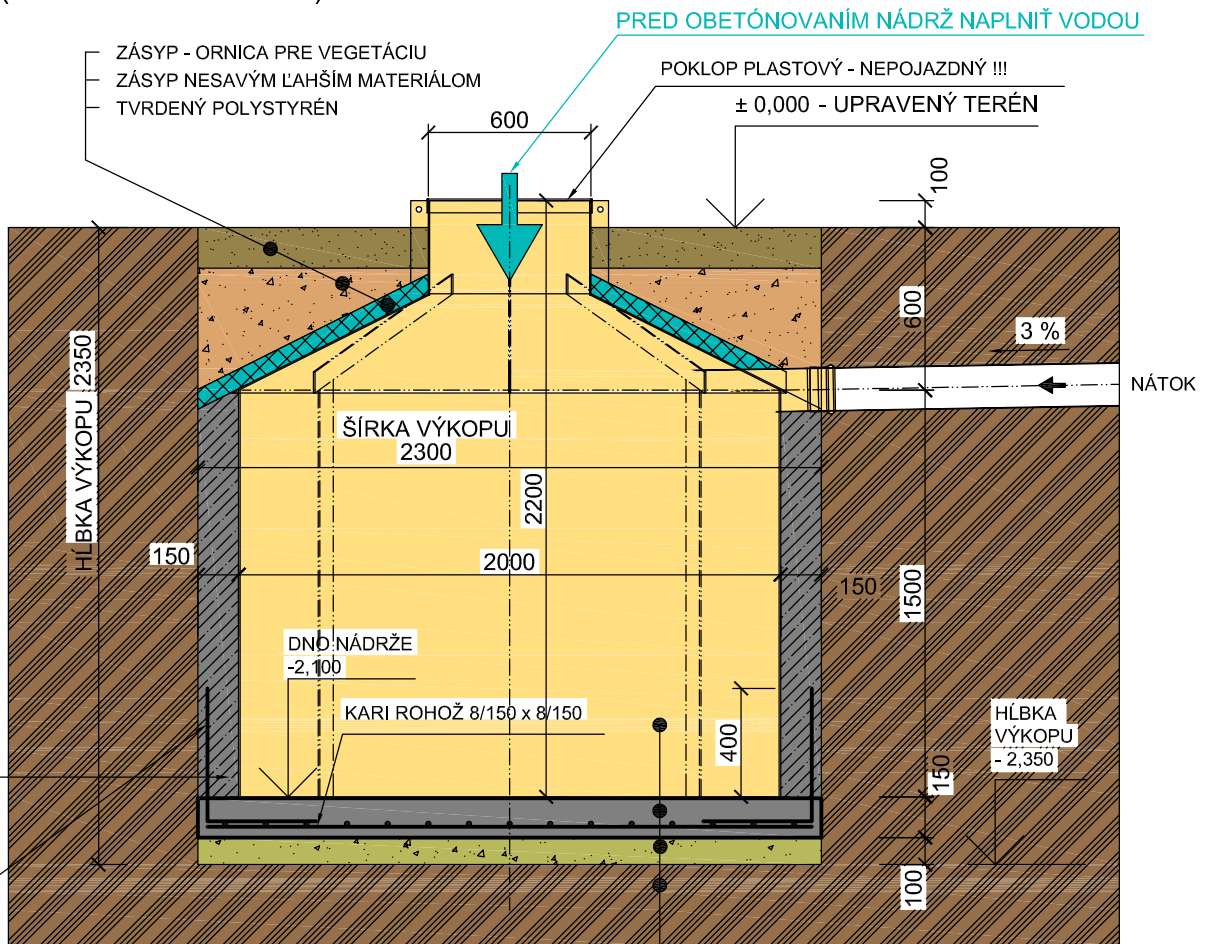 PRED OBETÓNOVANÍM NÁDRŽ NAPLNIŤ VODOU
ZÁSYP - ORNICA PRE VEGETÁCIU
ZÁSYP NESAVÝM ĽAHŠÍM MATERIÁLOM
TVRDENÝ POLYSTYRÉN
POKLOP PLASTOVÝ - NEPOJAZDNÝ !!!
± 0,000 - UPRAVENÝ TERÉN
600
100
600
3 %
NÁTOK
HĹBKA VÝKOPU 2350
ŠÍRKA VÝKOPU
2300
2200
150
2000
150
1500
DNO NÁDRŽE
-2,100
KARI ROHOŽ 8/150 x 8/150
400
HĹBKA
VÝKOPU
- 2,350
150
100